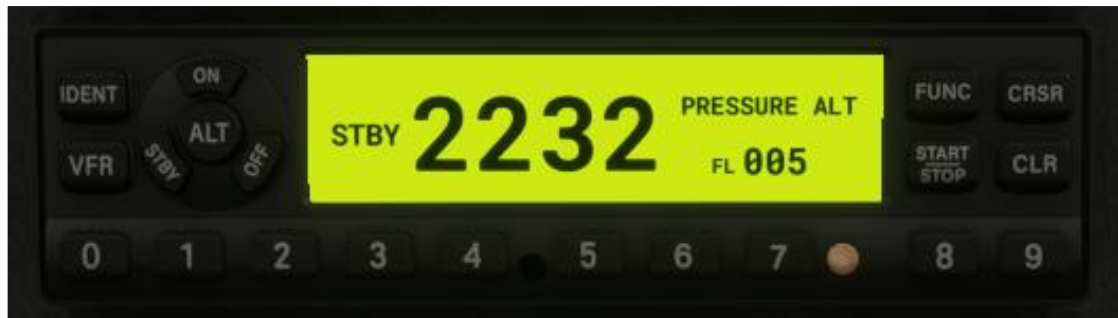 IDENT
VFR
ON
ALT
STBY
OFF
STBY 2232
PRESSURE ALT
FL 005
FUNC
CRSR
START
STOP
CLR
0 1 2 3 4 5 6 7 8 9